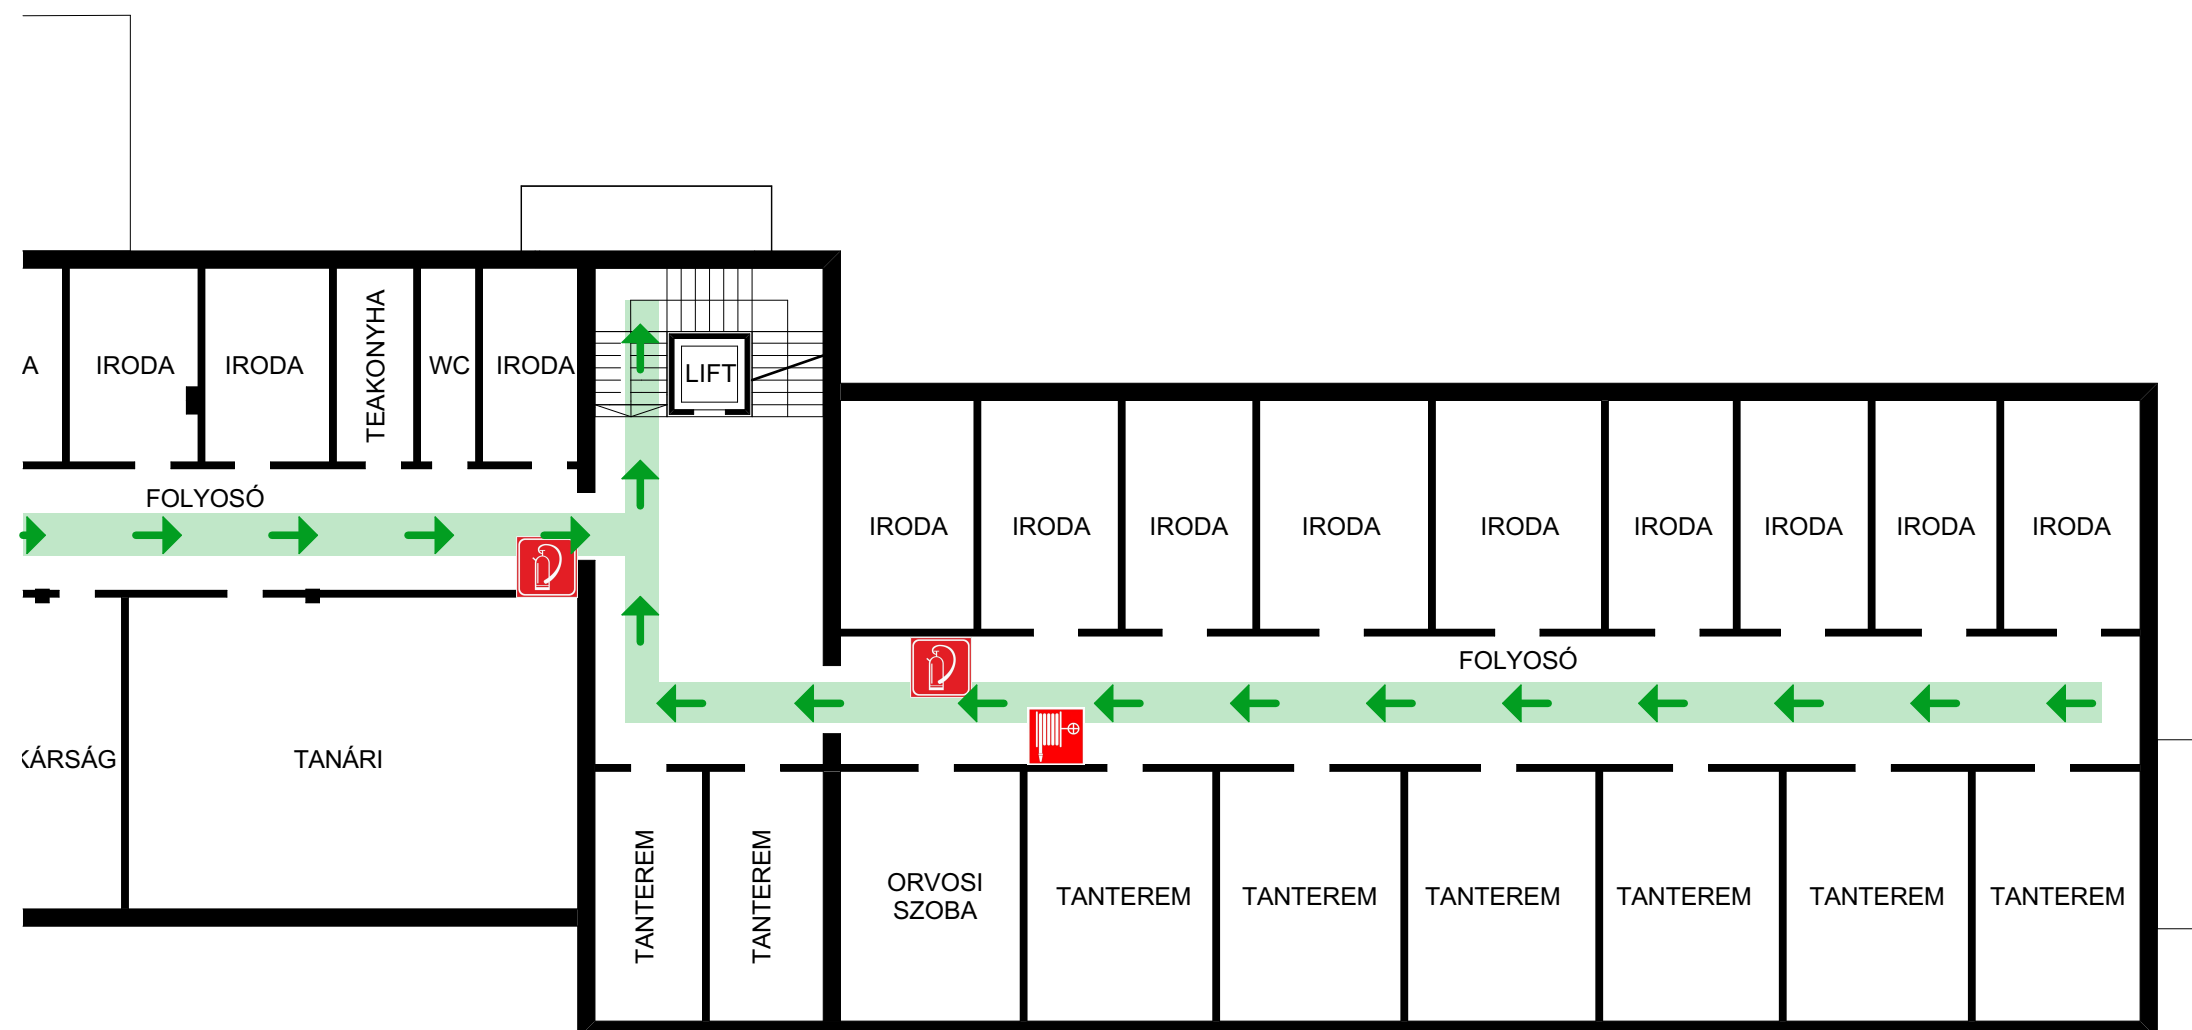 A
IRODA
IRODA
TEAKONYHA
WC
IRODA
LIFT
FOLYOSÓ
IRODA
IRODA
IRODA
IRODA
IRODA
IRODA
IRODA
IRODA
IRODA
FOLYOSÓ
KÁRSÁG
TANÁRI
TANTEREM
TANTEREM
ORVOSI
SZOBA
TANTEREM
TANTEREM
TANTEREM
TANTEREM
TANTEREM
TANTEREM